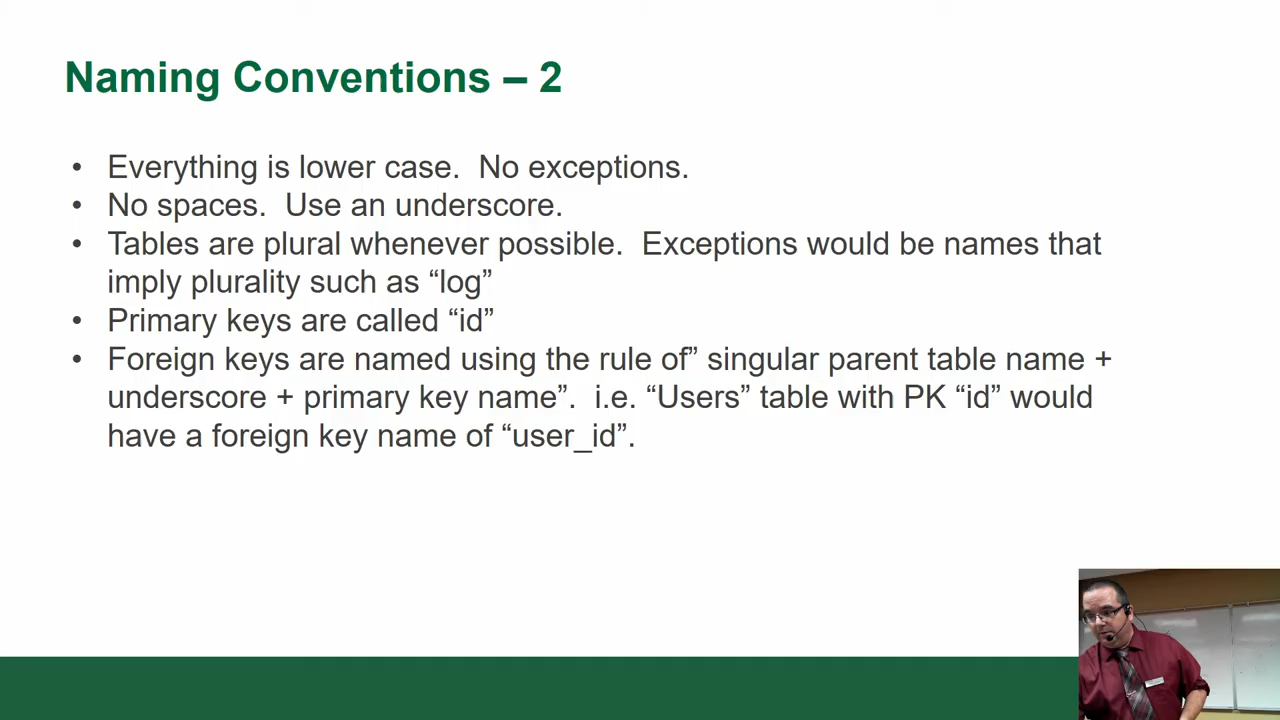 Naming Conventions – 2
• Everything is lower case.  No exceptions.
• No spaces.  Use an underscore.
• Tables are plural whenever possible.  Exceptions would be names that
imply plurality such as “log”
• Primary keys are called “id”
• Foreign keys are named using the rule of” singular parent table name +
underscore + primary key name”.  i.e. “Users” table with PK “id” would
have a foreign key name of “user_id”.